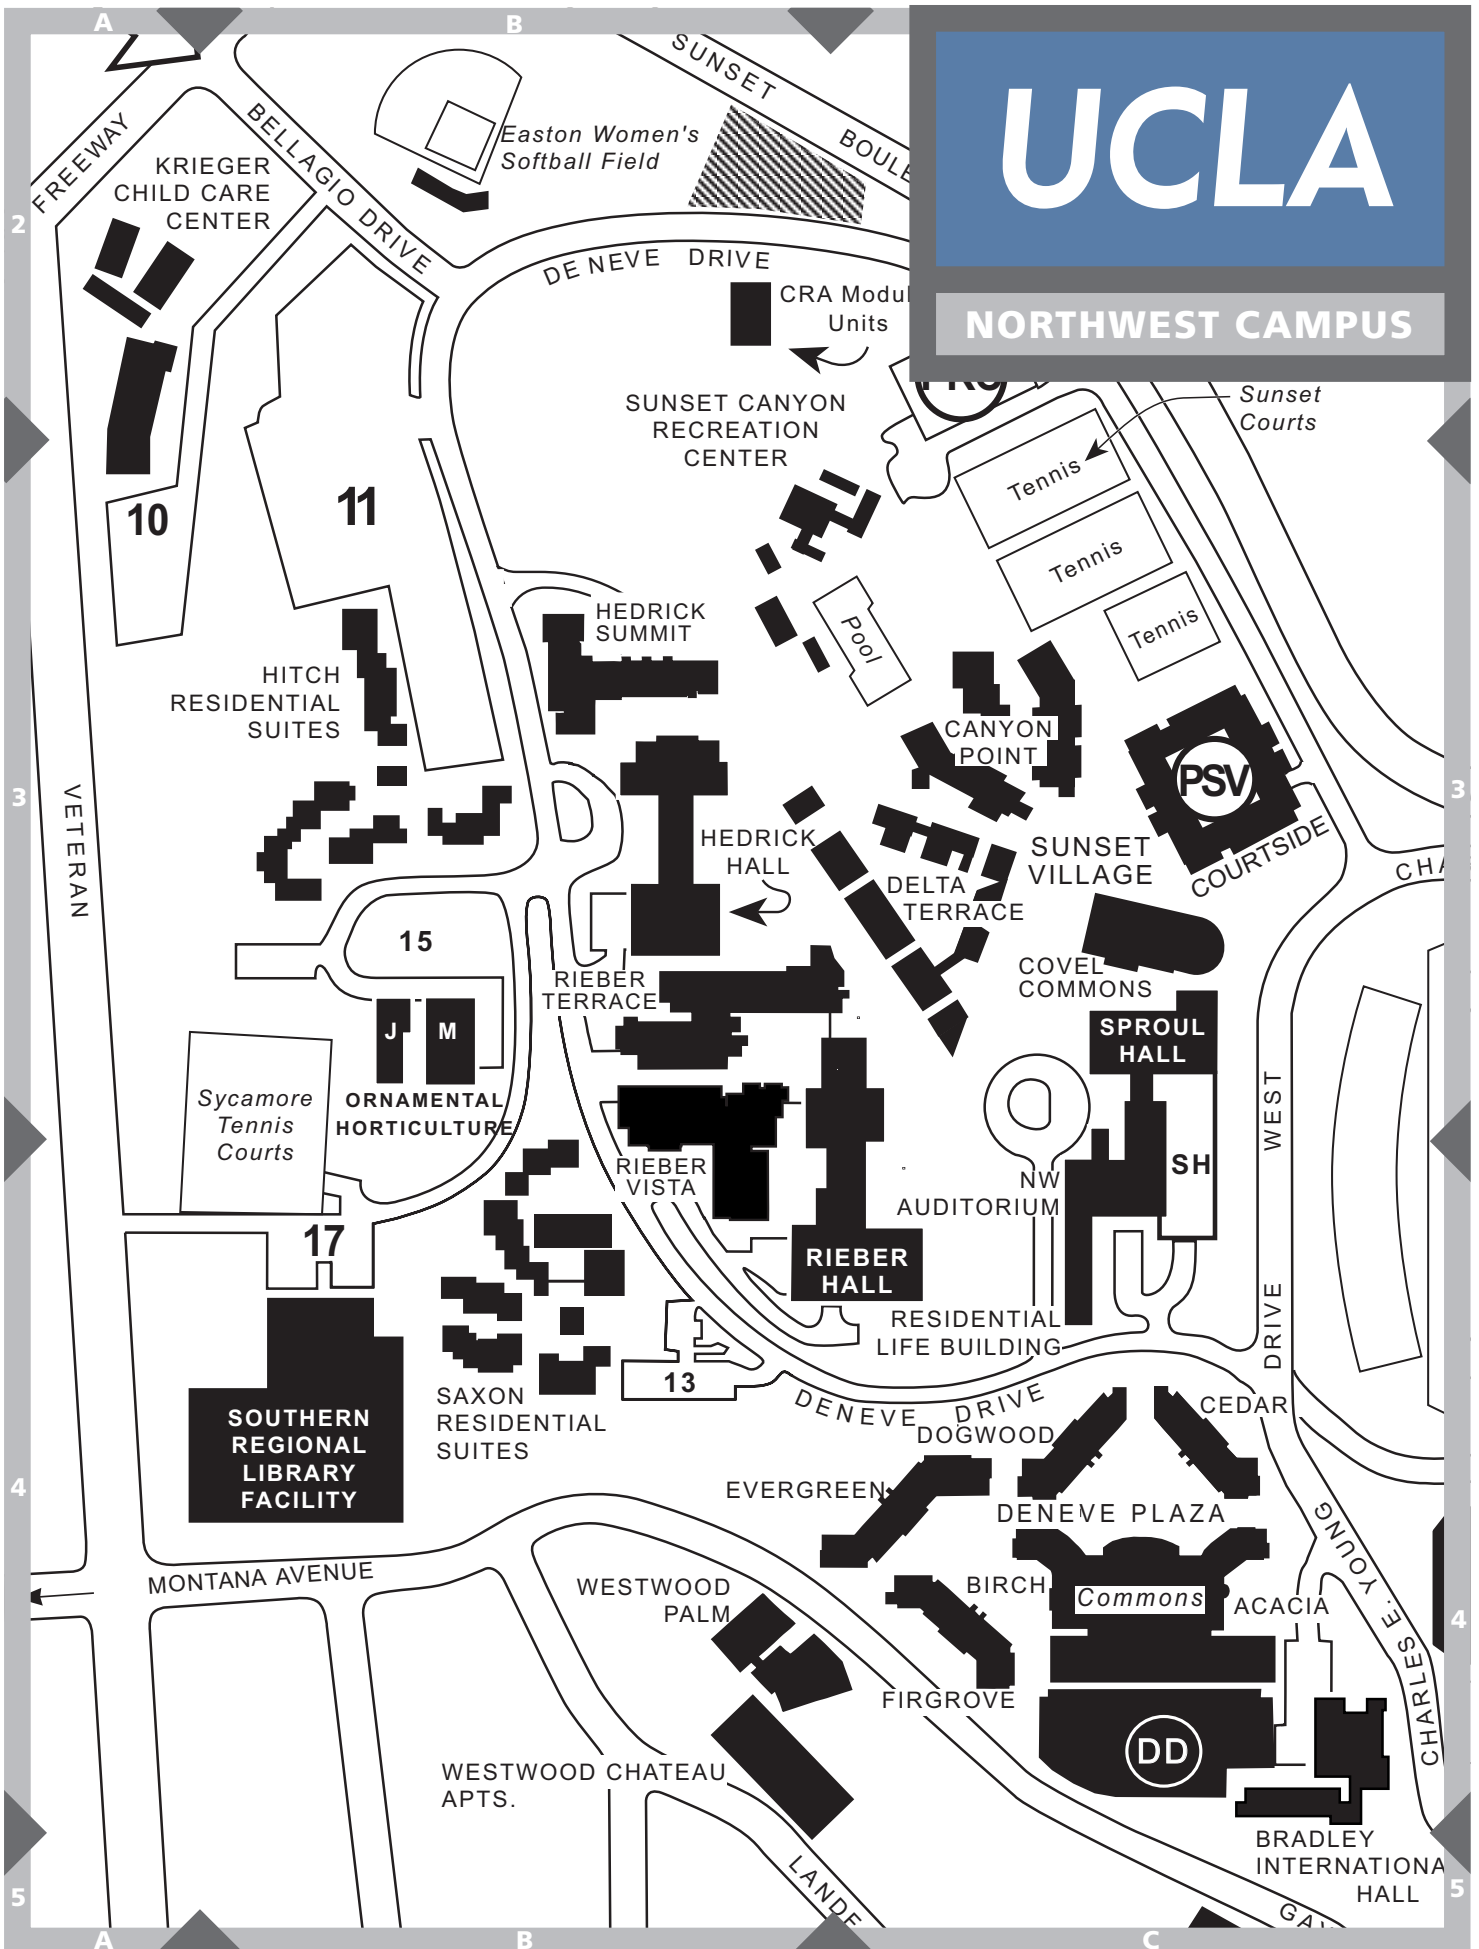 A
B
UCLA
NORTHWEST CAMPUS
SUNSET
BOULE
FREEWAY
BELLAGIO DRIVE
Easton Women's
Softball Field
KRIEGER
CHILD CARE
CENTER
2
DE NEVE DRIVE
CRA Modul
Units
Sunset
Courts
SUNSET CANYON
RECREATION
CENTER
Tennis
10
11
Tennis
Tennis
Pool
HEDRICK
SUMMIT
HITCH
RESIDENTIAL
SUITES
CANYON
POINT
PSV
3
3
VETERAN
HEDRICK
HALL
SUNSET
VILLAGE
COURTSIDE
CHA
DELTA
TERRACE
15
COVEL
COMMONS
RIEBER
TERRACE
J
M
SPROUL
HALL
ORNAMENTAL
HORTICULTURE
Sycamore
Tennis
Courts
WEST
DRIVE
SH
NW
AUDITORIUM
RIEBER
VISTA
17
RIEBER
HALL
RESIDENTIAL
LIFE BUILDING
13
DENEVE DRIVE
SAXON
RESIDENTIAL
SUITES
SOUTHERN
REGIONAL
LIBRARY
FACILITY
CEDAR
DOGWOOD
EVERGREEN
DENEVE PLAZA
4
CHARLES E. YOUNG
MONTANA AVENUE
WESTWOOD
PALM
BIRCH
Commons
ACACIA
4
FIRGROVE
DD
WESTWOOD CHATEAU
APTS.
BRADLEY
INTERNATIONA
HALL
LANDF
GAY
5
5
A
B
C